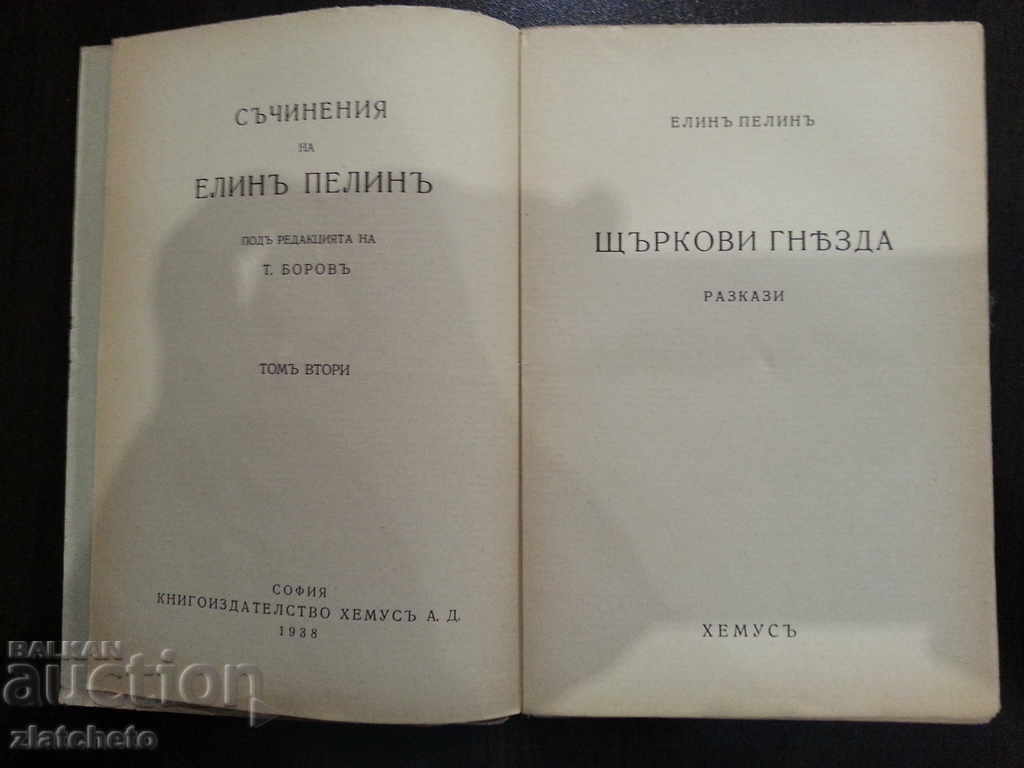 СЪЧИНЕНИЯ
НА
ЕЛИНЪ ПЕЛИНЪ
ПОДЪ РЕДАКЦИЯТА НА
Т. БОРОВЪ
ТОМЪ ВТОРИ
СОФИЯ
КНИГОИЗДАТЕЛСТВО ХЕМУСЪ А. Д.
1938
ЕЛИНЪ ПЕЛИНЪ
ЩЪРКОВИ ГНѢЗДА
РАЗКАЗИ
ХЕМУСЪ
BALKAN
auction
zlatcheto